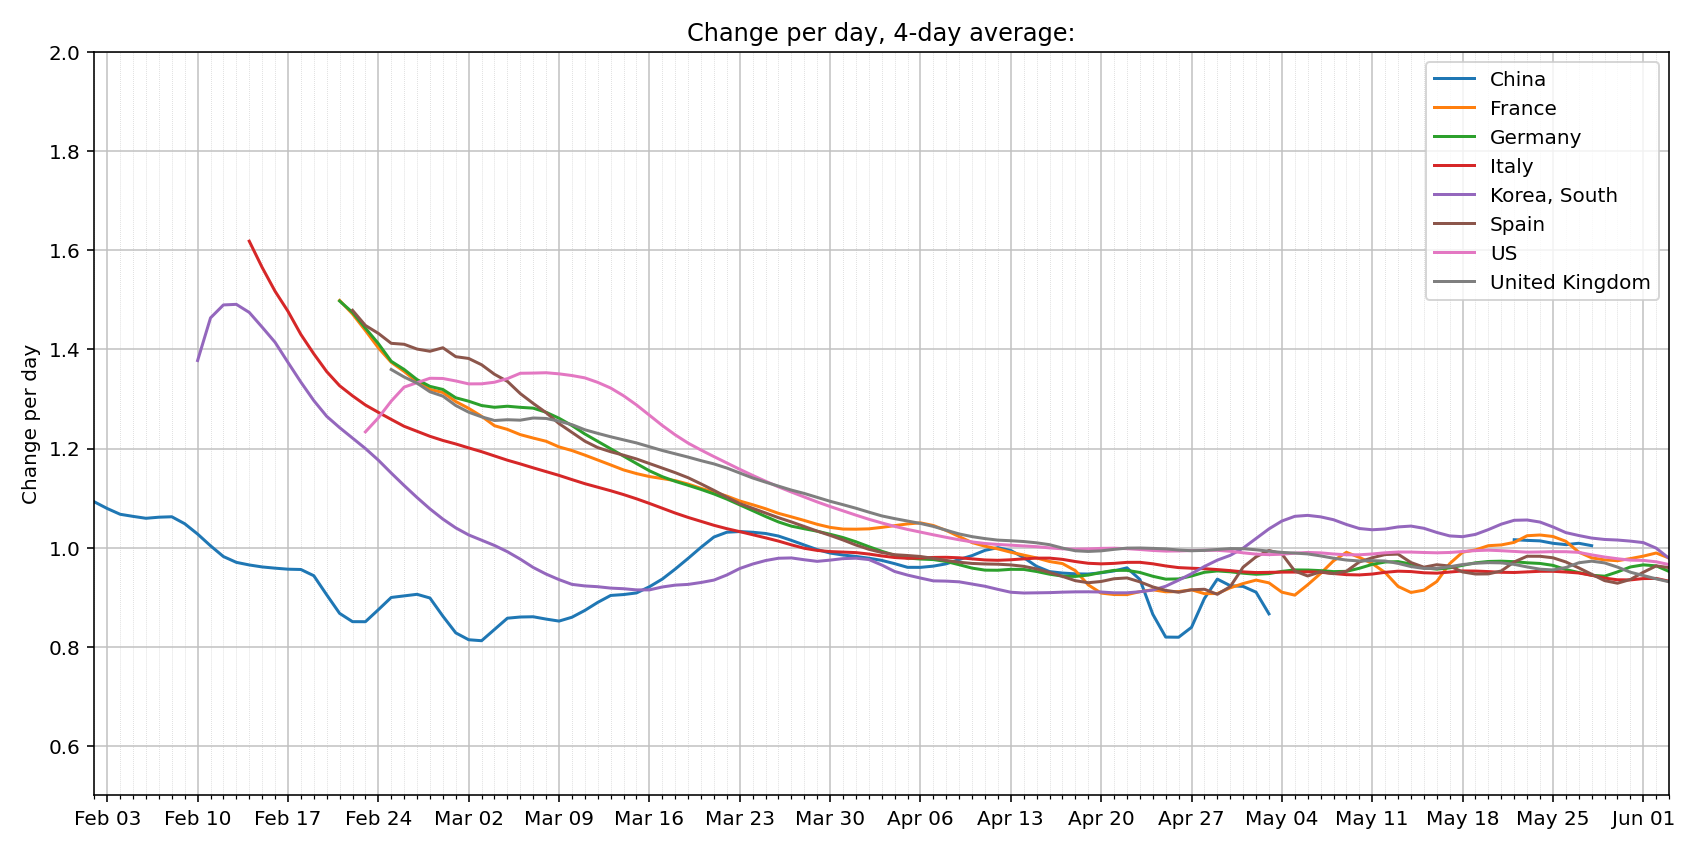 Change per day, 4-day average:
Change per day
2.0
1.8
1.6
1.4
1.2
1.0
0.8
0.6
China
France
Germany
Italy
Korea, South
Spain
US
United Kingdom
Feb 03 Feb 10 Feb 17 Feb 24 Mar 02 Mar 09 Mar 16 Mar 23 Mar 30 Apr 06 Apr 13 Apr 20 Apr 27 May 04 May 11 May 18 May 25 Jun 01